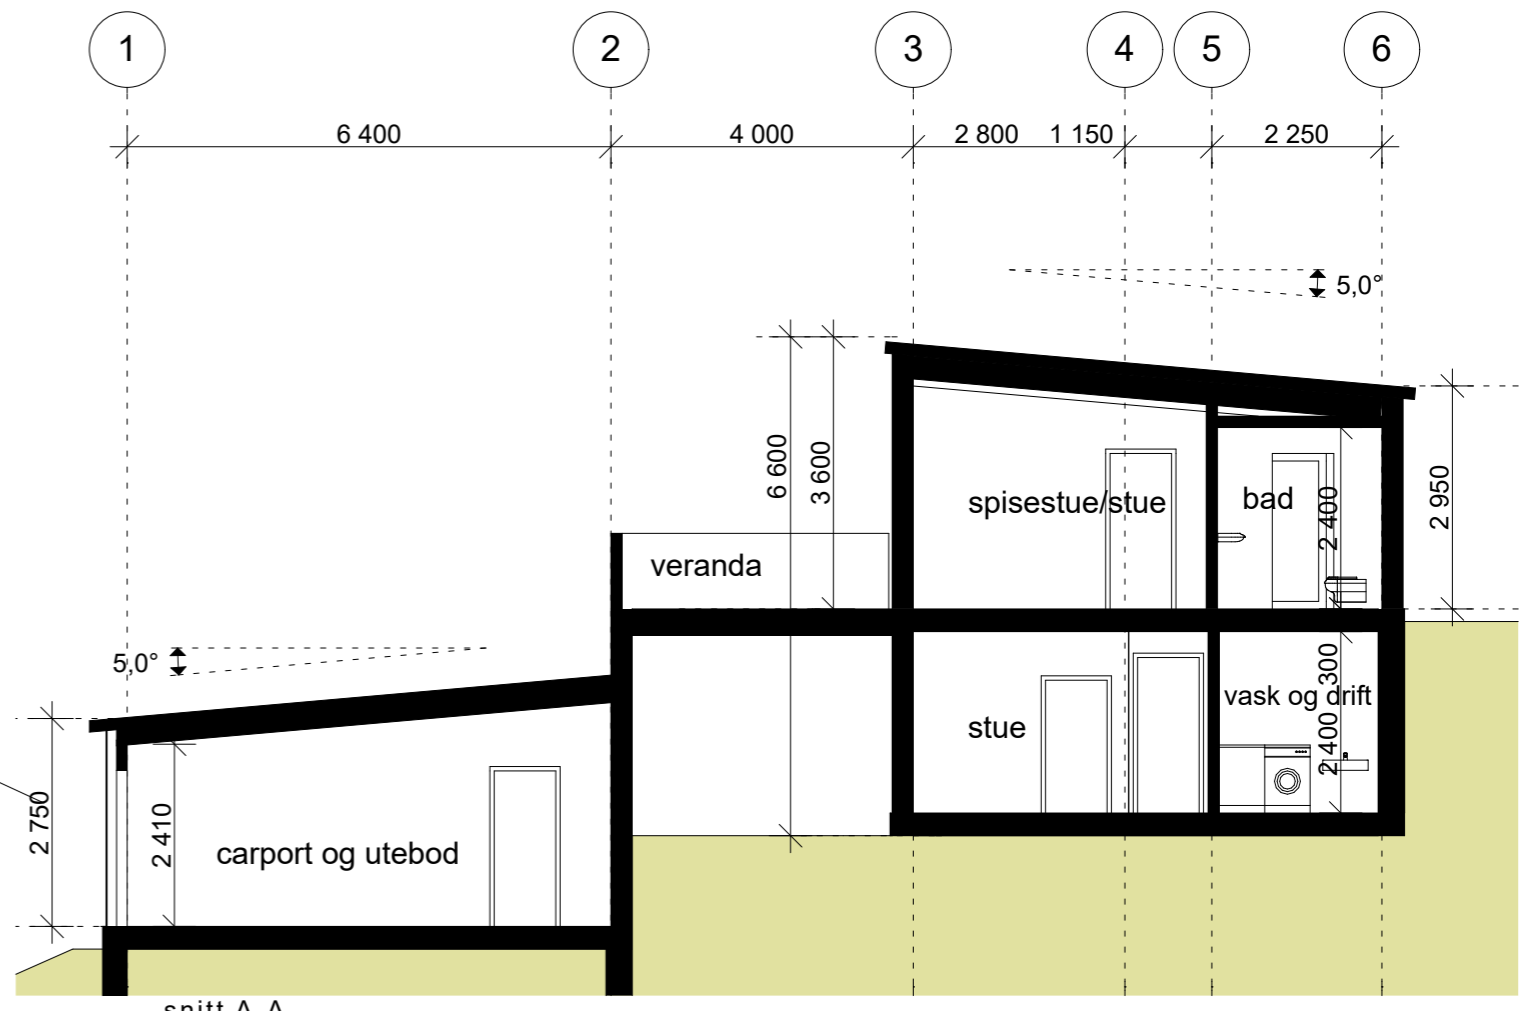 1 2 3 4 5 6
6 400 4 000 2 800 1 150 2 250
5,0°
6 600
3 600
spisestue/stue
bad
2 400
2 950
veranda
5,0°
300
vask og drift
stue
2 400
2 750
2 410
carport og utebod
snitt A-A